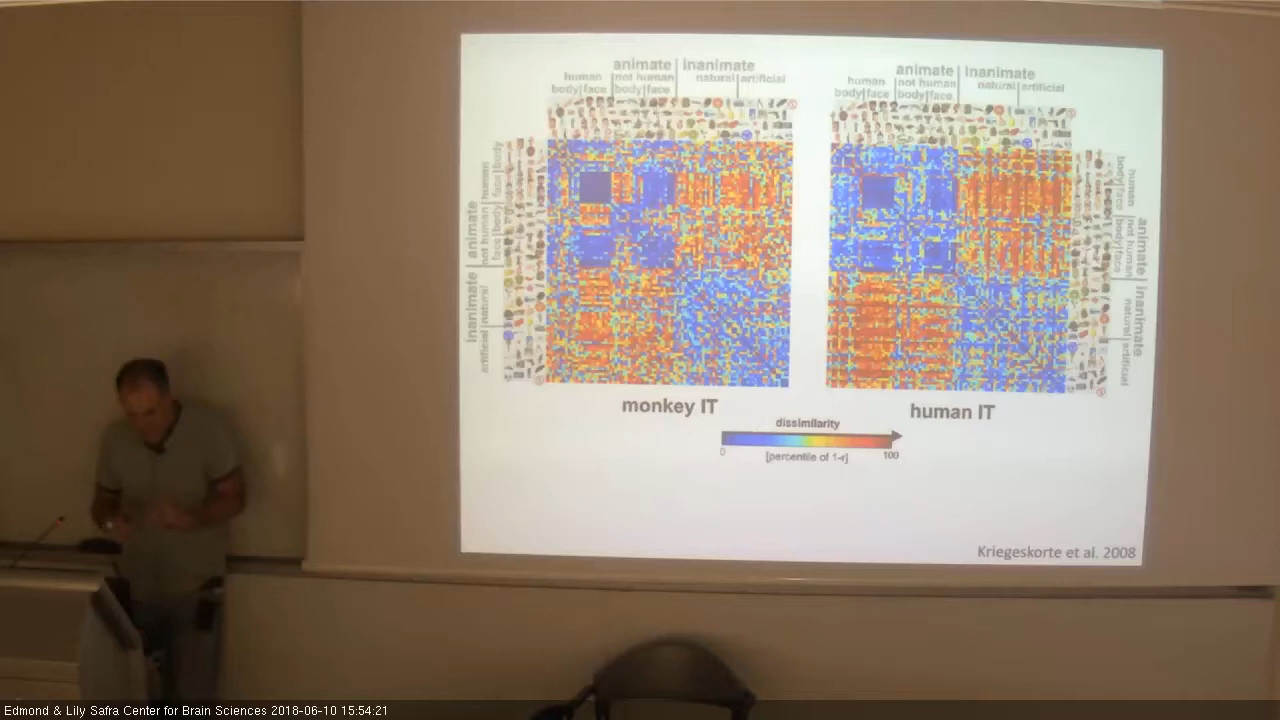 animate | inanimate
human | not human | natural | artificial
body | face | body | face
animate | inanimate
human | not human | natural | artificial
body | face | body | face
animate | inanimate
human | not human | natural | artificial
body | face | body | face
human | not human | natural | artificial
body | face | body | face
animate | inanimate
monkey IT
human IT
dissimilarity
0
[percentile of 1-r]
100
Kriegeskorte et al. 2008
Edmond & Lily Safra Center for Brain Sciences 2018-06-10 15:54:21